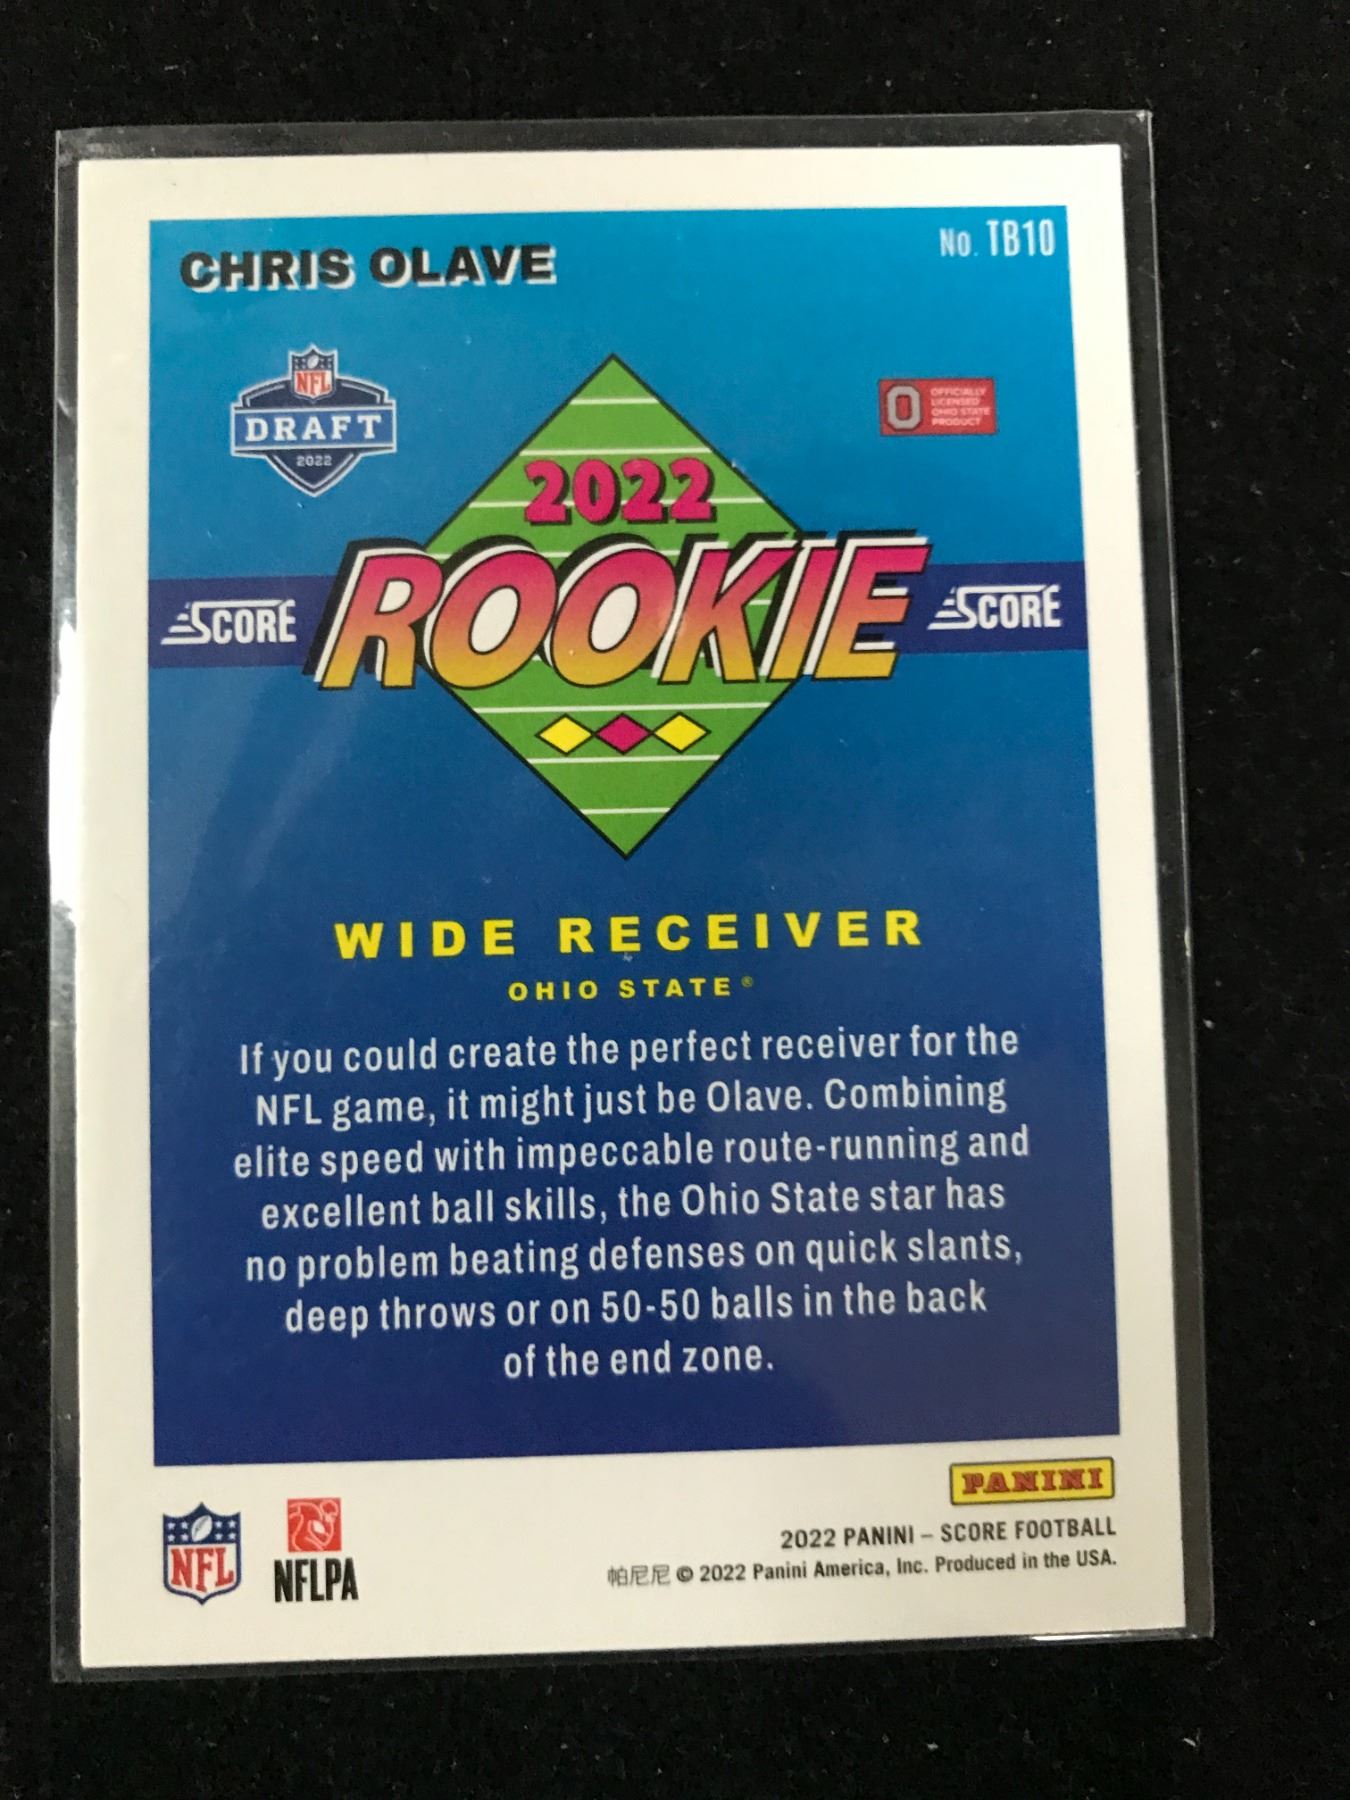 CHRIS OLAVE
No. TB10
NFL
DRAFT
2022
O
OFFICIALLY
LICENSED
OHIO STATE
PRODUCT
2022
ROOKIE
SCORE
SCORE
WIDE RECEIVER
OHIO STATE®
If you could create the perfect receiver for the
NFL game, it might just be Olave. Combining
elite speed with impeccable route-running and
excellent ball skills, the Ohio State star has
no problem beating defenses on quick slants,
deep throws or on 50-50 balls in the back
of the end zone.
PANINI
NFL
NFLPA
2022 PANINI – SCORE FOOTBALL
帕尼尼 © 2022 Panini America, Inc. Produced in the USA.